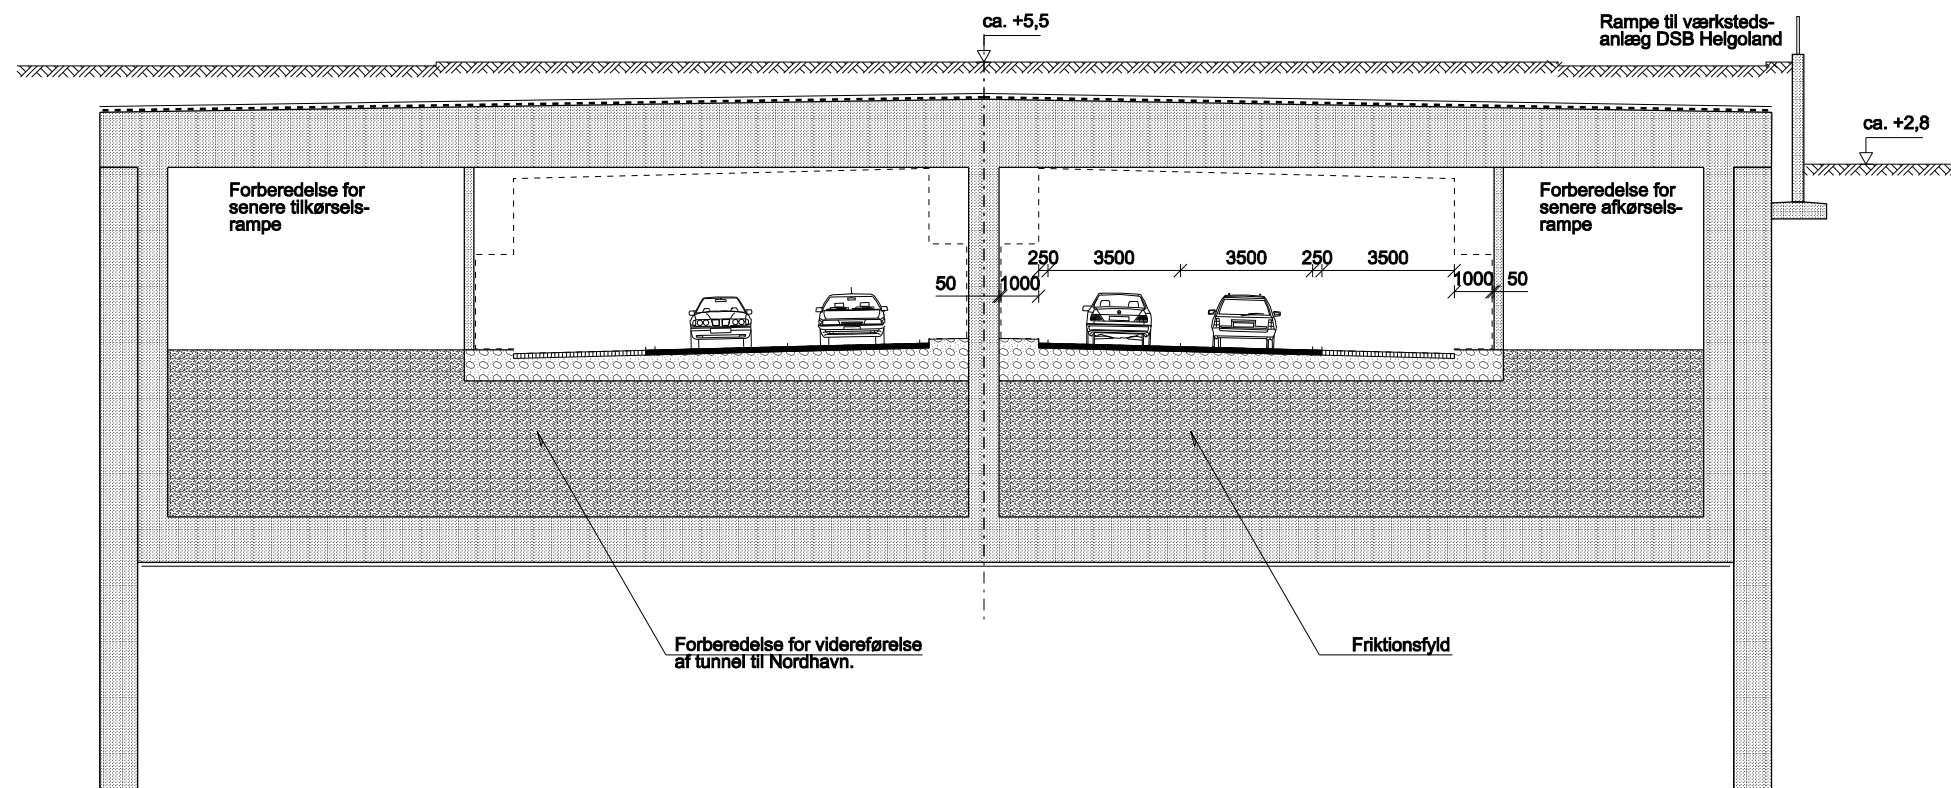 ca. +5,5
Rampe til værksteds-
anlæg DSB Helgoland
ca. +2,8
Forberedelse for
senere tilkørsels-
rampe
Forberedelse for
senere afkørsels-
rampe
250 3500 3500 250 3500
50 1000 1000 50
Forberedelse for videreførelse
af tunnel til Nordhavn.
Friktionsfyld